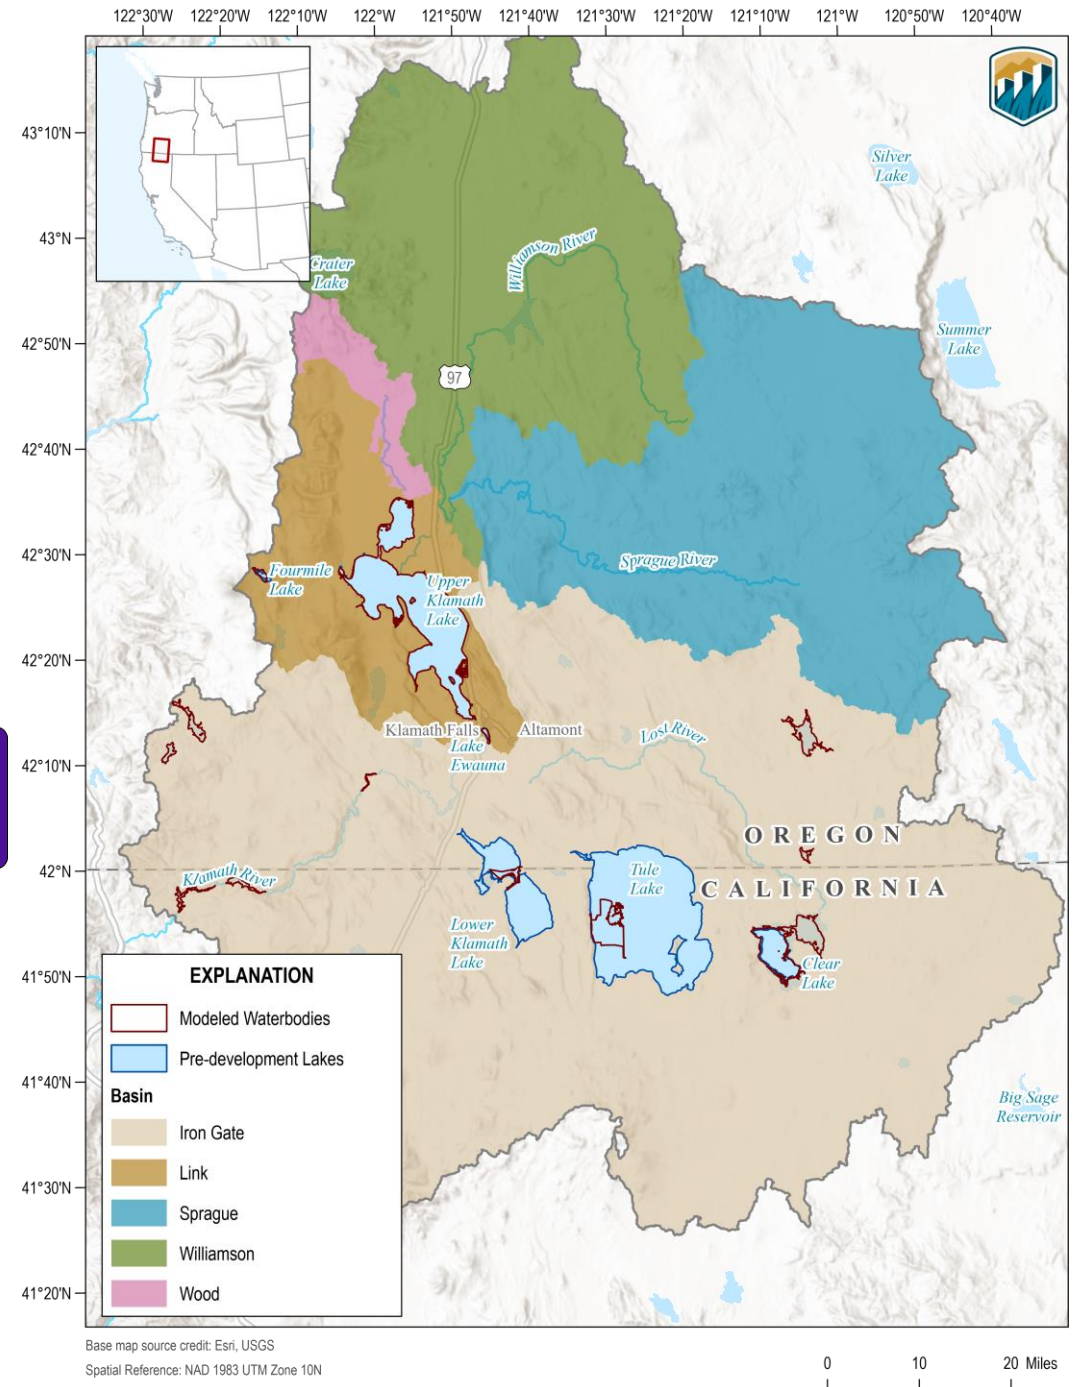 122°30'W 122°20'W 122°10'W 122°W 121°50'W 121°40'W 121°30'W 121°20'W 121°10'W 121°W 120°50'W 120°40'W
43°10'N
43°N
42°50'N
42°40'N
42°30'N
42°20'N
42°10'N
42°N
41°50'N
41°40'N
41°30'N
41°20'N
Silver
Lake
Williamson River
Crater
Lake
Summer
Lake
97
Sprague River
Fourmile
Lake
Upper
Klamath
Lake
Klamath Falls
Altamont
Lost River
Lake
Ewauna
OREGON
Klamath River
Tule
Lake
CALIFORNIA
Lower
Klamath
Lake
Clear
Lake
Big Sage
Reservoir
EXPLANATION
Modeled Waterbodies
Pre-development Lakes
Basin
Iron Gate
Link
Sprague
Williamson
Wood
Base map source credit: Esri, USGS
Spatial Reference: NAD 1983 UTM Zone 10N
0 10 20 Miles